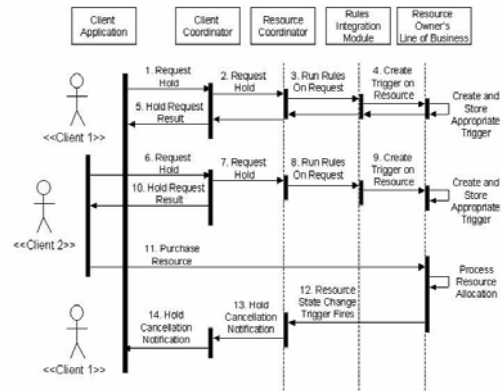 Client
Application
Client
Coordinator
Resource
Coordinator
Rules
Integration
Module
Resource
Owner's
Line of Business
1. Request
Hold
2. Request
Hold
3. Run Rules
On Request
4. Create
Trigger on
Resource
5. Hold Request
Result
Create and
Store
Appropriate
Trigger
<<Client 1>>
6. Request
Hold
7. Request
Hold
8. Run Rules
On Request
9. Create
Trigger on
Resource
10. Hold Request
Result
Create and
Store
Appropriate
Trigger
<<Client 2>>
11. Purchase
Resource
Process
Resource
Allocation
12. Resource
State Change
Trigger Fires
13. Hold
Cancellation
Notification
14. Hold
Cancellation
Notification
<<Client 1>>